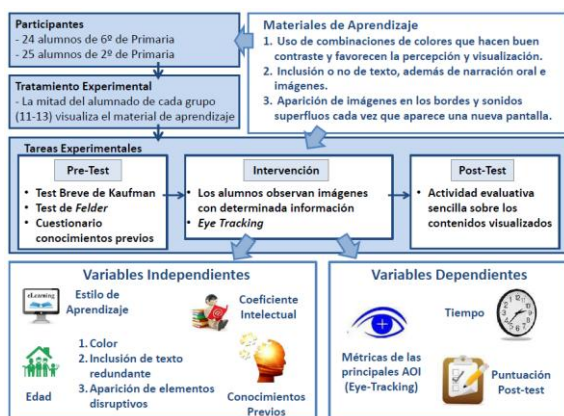 Participantes
- 24 alumnos de 6º de Primaria
- 25 alumnos de 2º de Primaria
Materiales de Aprendizaje
1. Uso de combinaciones de colores que hacen buen
contraste y favorecen la percepción y visualización.
2. Inclusión o no de texto, además de narración oral e
imágenes.
3. Aparición de imágenes en los bordes y sonidos
superfluos cada vez que aparece una nueva pantalla.
Tratamiento Experimental
- La mitad del alumnado de cada grupo
(11-13) visualiza el material de aprendizaje
Tareas Experimentales
Pre-Test
• Test Breve de Kaufman
• Test de Felder
• Cuestionario
conocimientos previos
Intervención
• Los alumnos observan imágenes
con determinada información
• Eye Tracking
Post-Test
• Actividad evaluativa
sencilla sobre los
contenidos visualizados
Variables Independientes
eLearning
Estilo de
Aprendizaje
Coeficiente
Intelectual
Edad
1. Color
2. Inclusión de texto
redundante
3. Aparición de elementos
disruptivos
Conocimientos
Previos
Variables Dependientes
Tiempo
Métricas de las
principales AOI
(Eye-Tracking)
Puntuación
Post-test